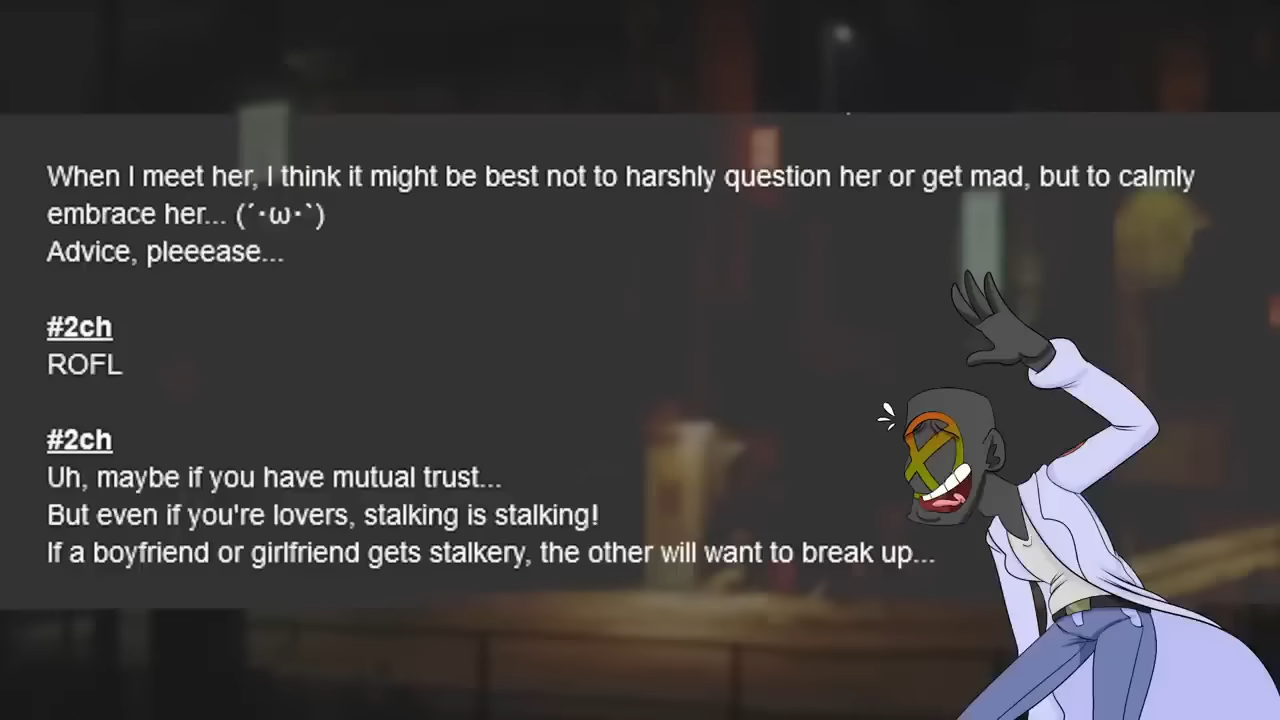 When I meet her, I think it might be best not to harshly question her or get mad, but to calmly
embrace her... (´･ω･`)
Advice, pleeease...
#2ch
ROFL
#2ch
Uh, maybe if you have mutual trust...
But even if you're lovers, stalking is stalking!
If a boyfriend or girlfriend gets stalkery, the other will want to break up...